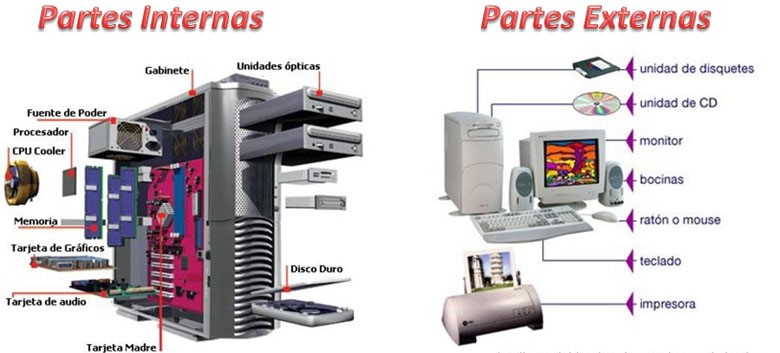 Partes Internas
Gabinete
Unidades ópticas
Fuente de Poder
Procesador
CPU Cooler
Memoria
Tarjeta de Gráficos
Tarjeta de audio
Disco Duro
Tarjeta Madre
Partes Externas
unidad de disquetes
unidad de CD
monitor
bocinas
ratón o mouse
teclado
impresora